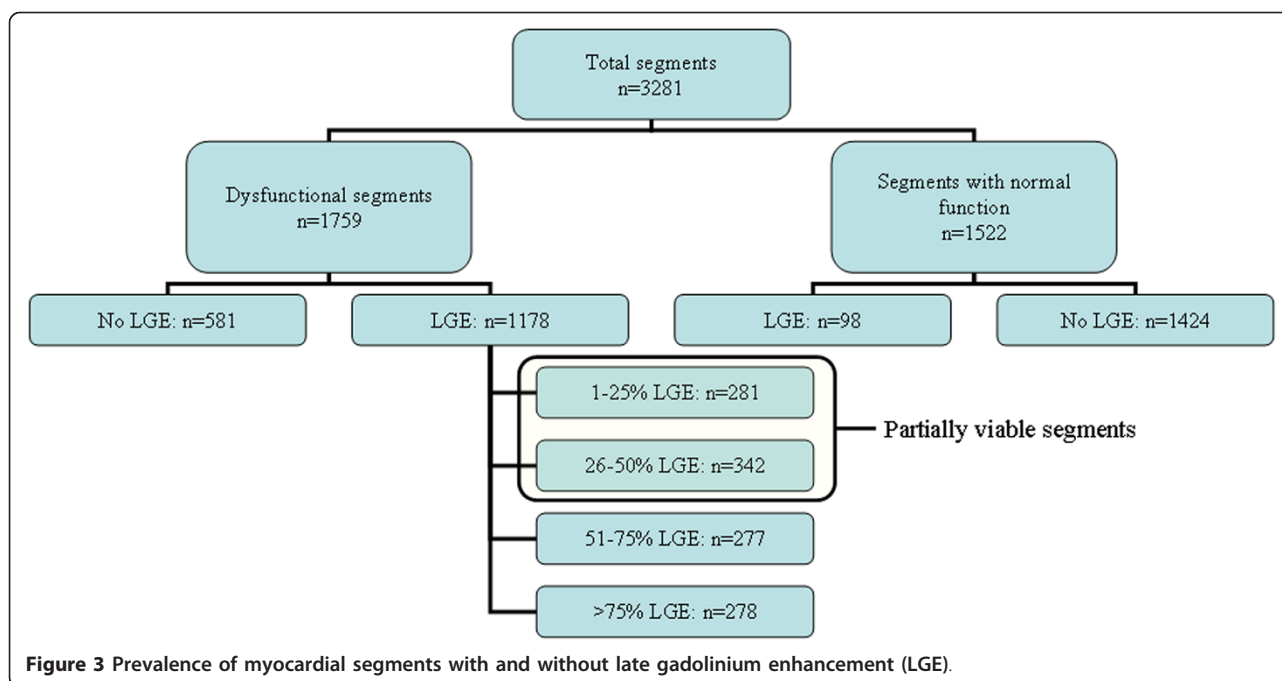 Total segments
n=3281
Dysfunctional segments
n=1759
Segments with normal
function
n=1522
No LGE: n=581
LGE: n=1178
LGE: n=98
No LGE: n=1424
1-25% LGE: n=281
26-50% LGE: n=342
Partially viable segments
51-75% LGE: n=277
>75% LGE: n=278
Figure 3 Prevalence of myocardial segments with and without late gadolinium enhancement (LGE).